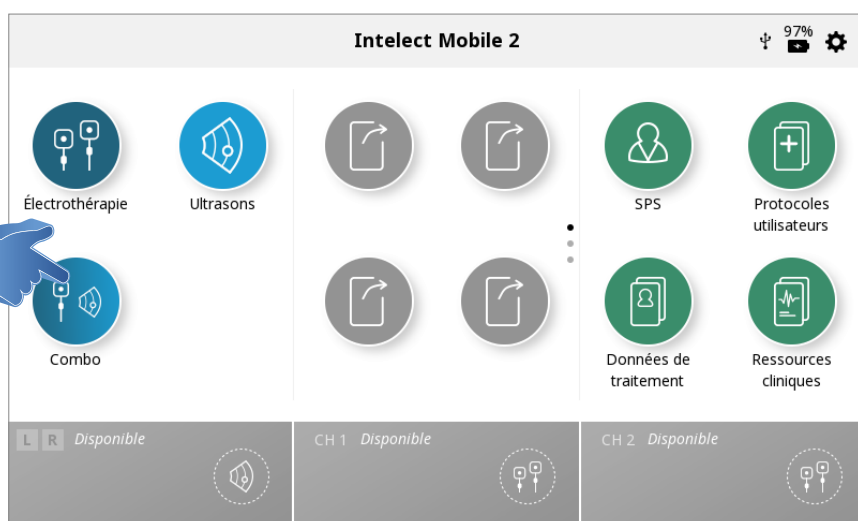 Intelect Mobile 2
97%
Électrothérapie
Ultrasons
SPS
Protocoles
utilisateurs
Combo
Données de
traitement
Ressources
cliniques
L R Disponible
CH 1 Disponible
CH 2 Disponible